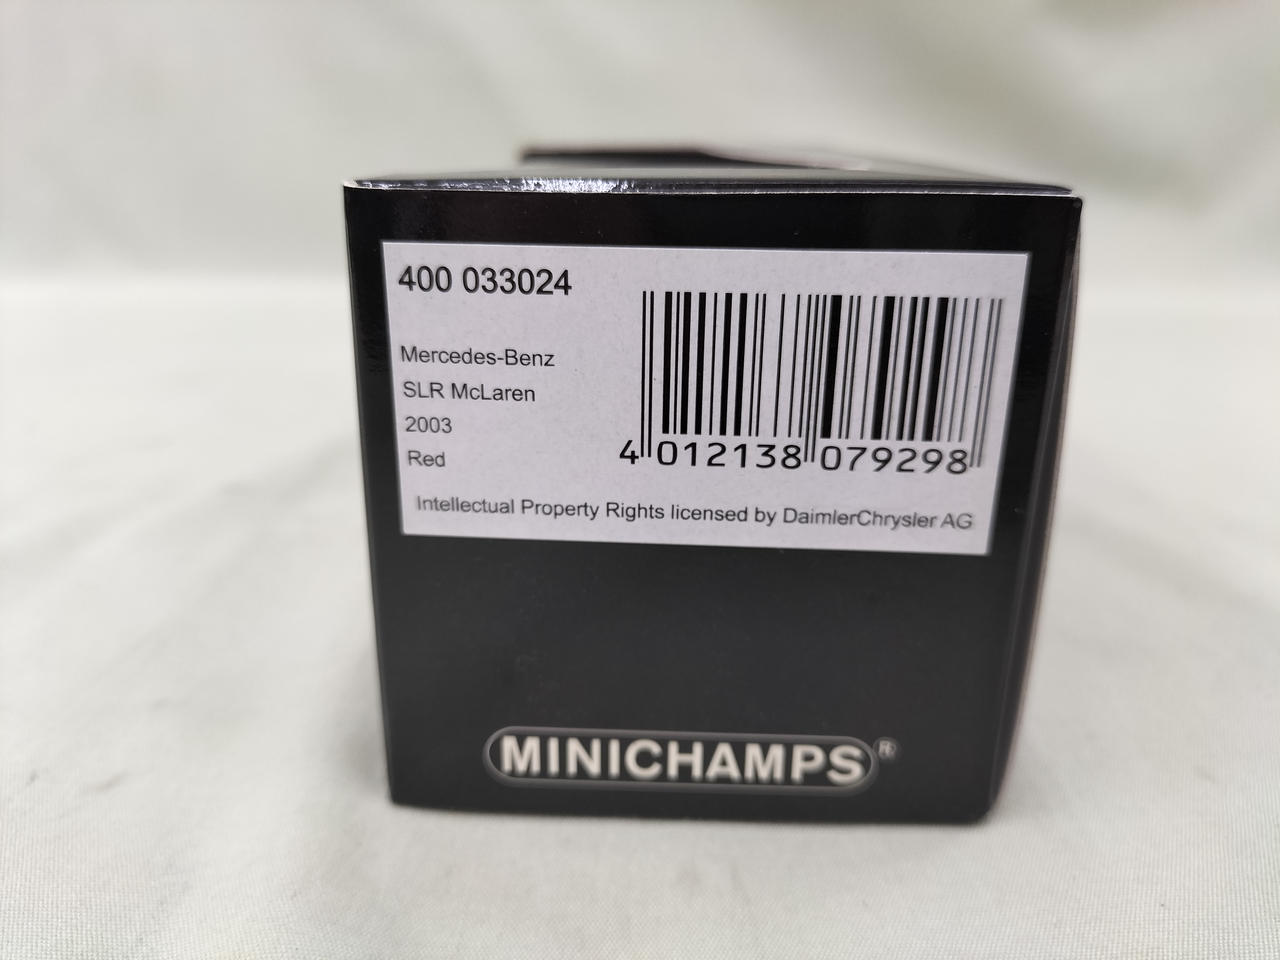 400 033024
Mercedes-Benz
SLR McLaren
2003
Red
4 012138 079298
Intellectual Property Rights licensed by DaimlerChrysler AG
MINICHAMPS®